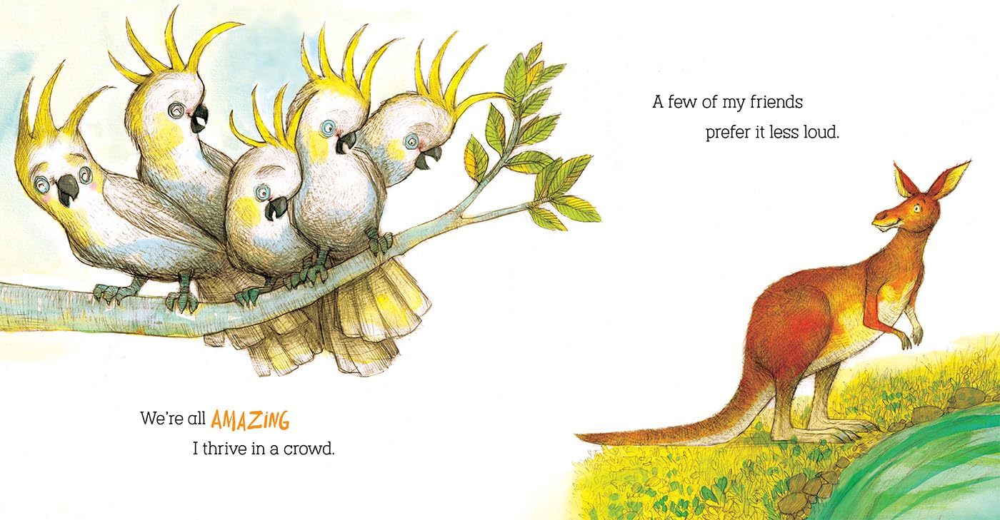 We're all AMAZING
I thrive in a crowd.
A few of my friends
prefer it less loud.